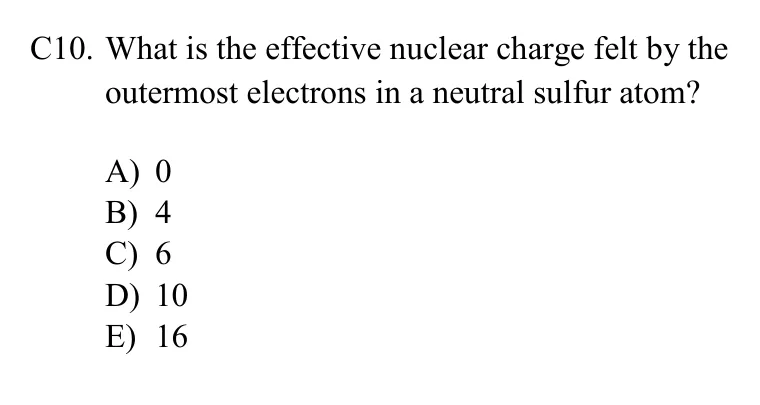 C10. What is the effective nuclear charge felt by the
outermost electrons in a neutral sulfur atom?
A) 0
B) 4
C) 6
D) 10
E) 16